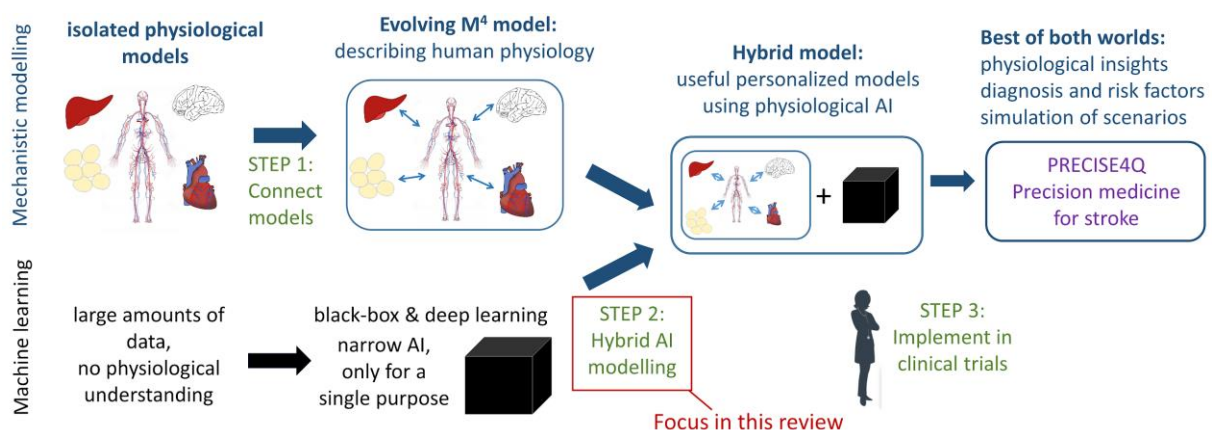 Mechanistic modelling
isolated physiological
models
STEP 1:
Connect
models
Evolving M⁴ model:
describing human physiology
Hybrid model:
useful personalized models
using physiological AI
+
Best of both worlds:
physiological insights
diagnosis and risk factors
simulation of scenarios
PRECISE4Q
Precision medicine
for stroke
Machine learning
large amounts of
data,
no physiological
understanding
black-box & deep learning
narrow AI,
only for a
single purpose
STEP 2:
Hybrid AI
modelling
Focus in this review
STEP 3:
Implement in
clinical trials